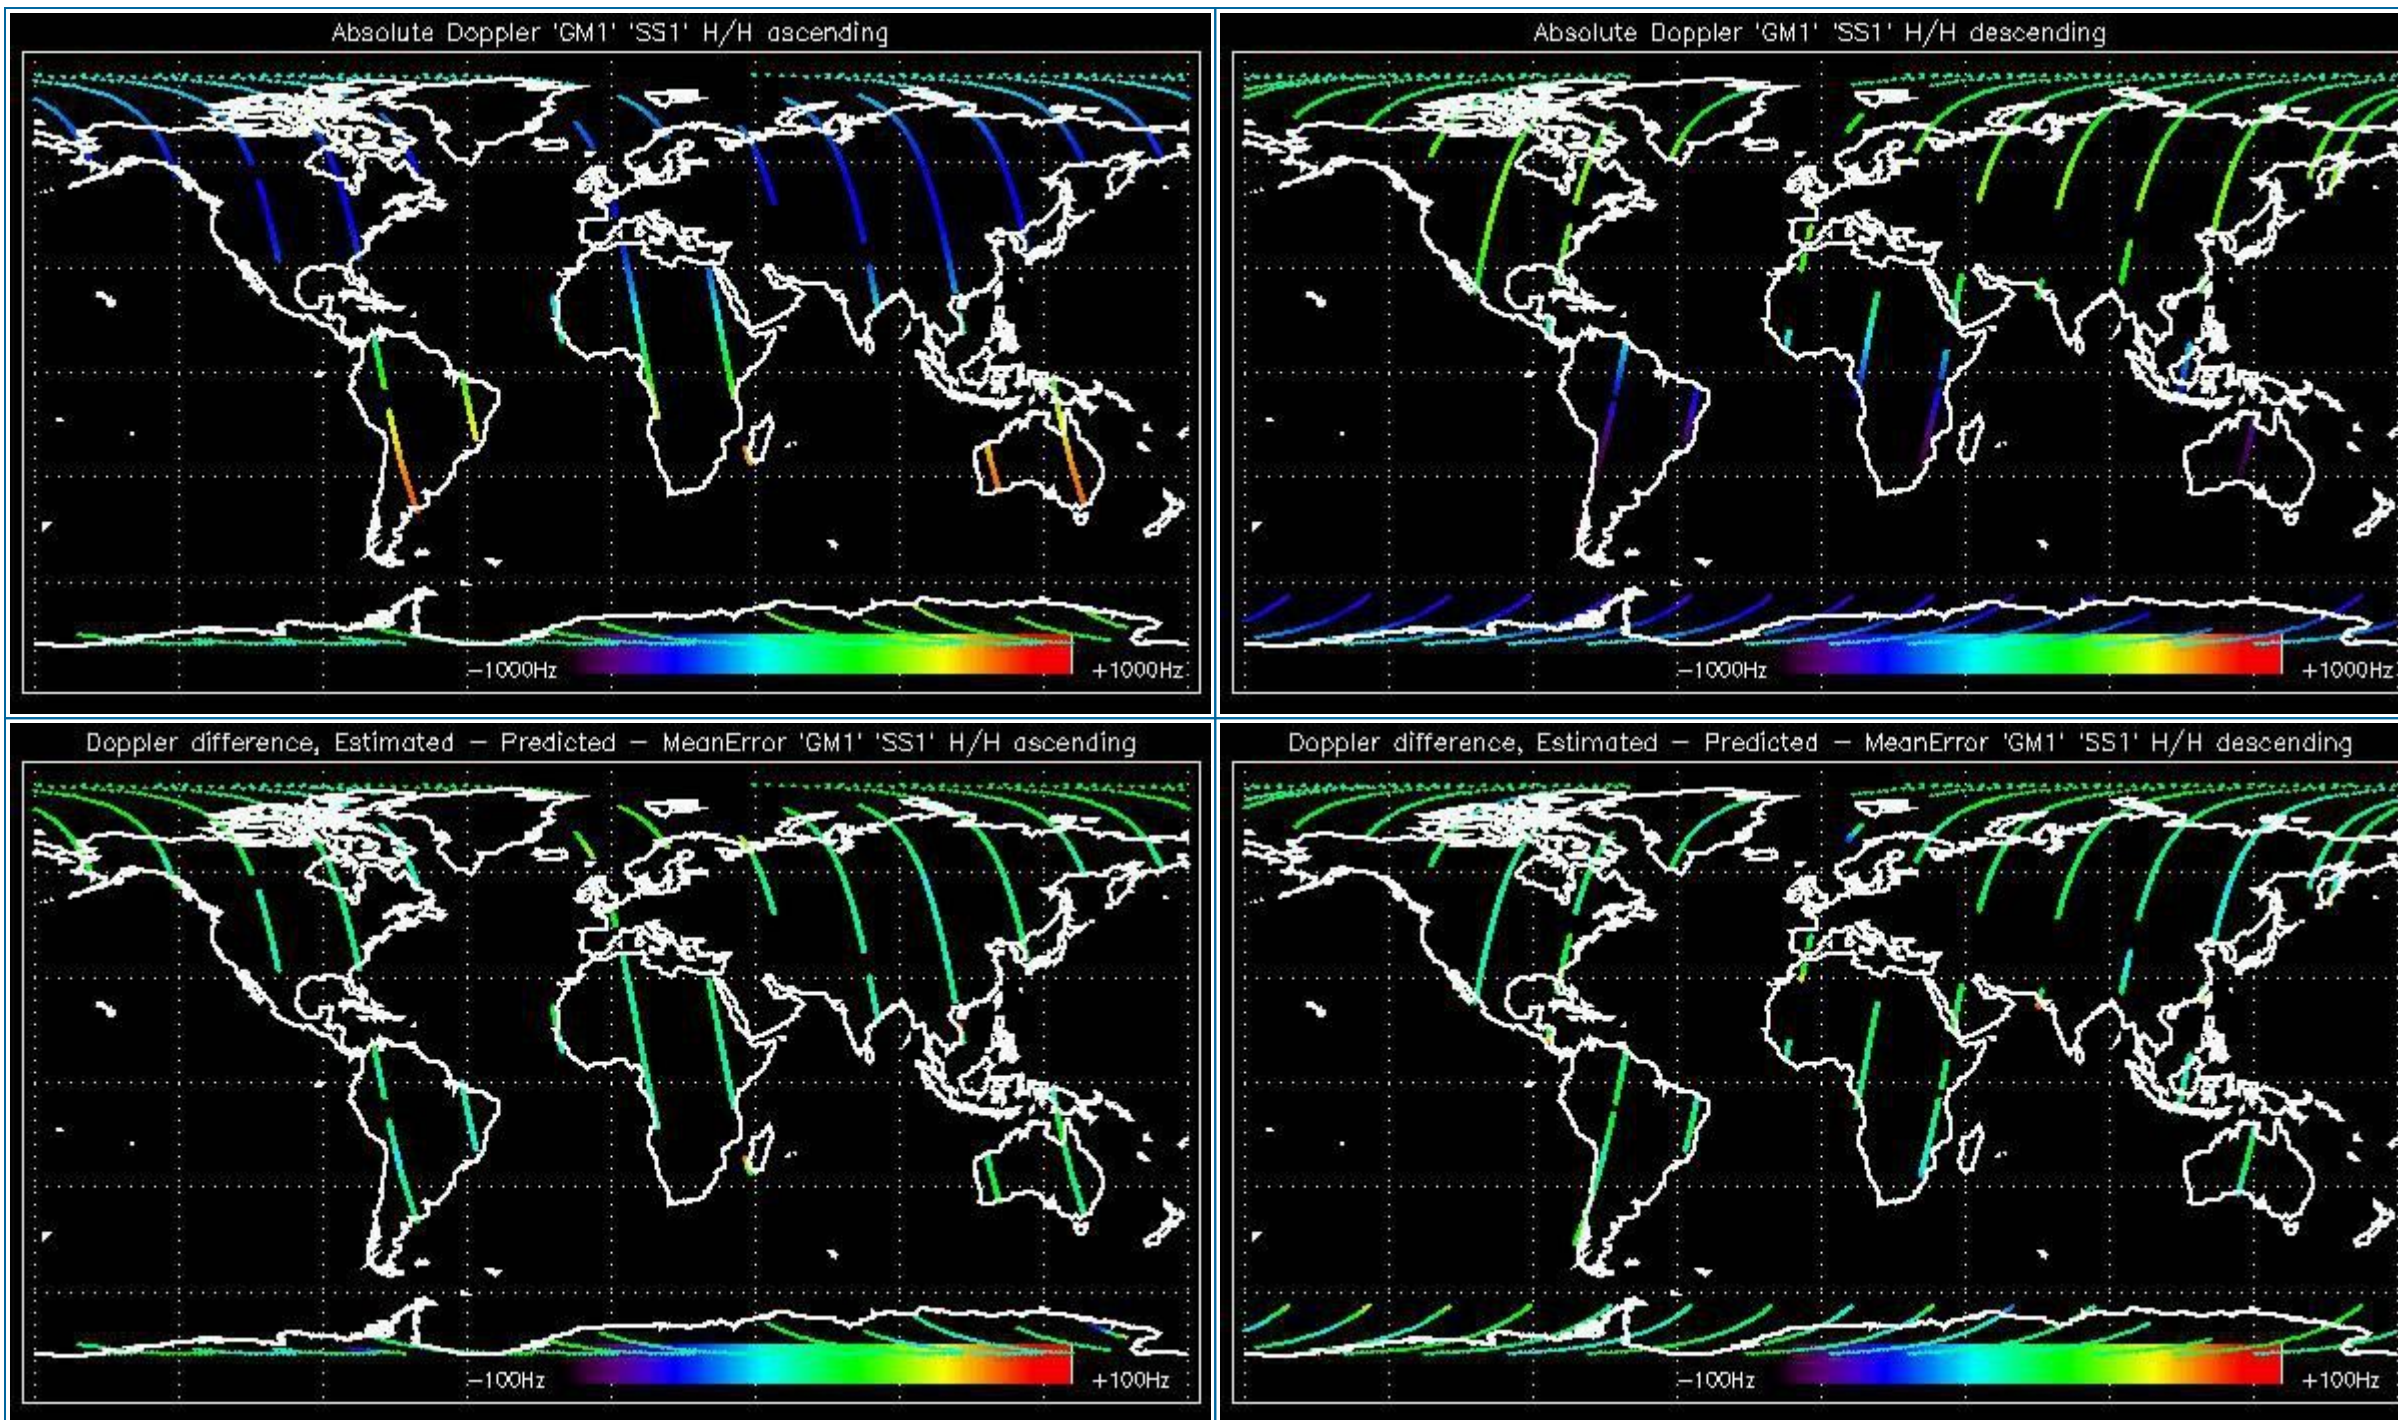 Absolute Doppler 'GM1' 'SS1' H/H ascending
−1000Hz
+1000Hz
Absolute Doppler 'GM1' 'SS1' H/H descending
−1000Hz
+1000Hz
Doppler difference, Estimated − Predicted − MeanError 'GM1' 'SS1' H/H ascending
−100Hz
+100Hz
Doppler difference, Estimated − Predicted − MeanError 'GM1' 'SS1' H/H descending
−100Hz
+100Hz